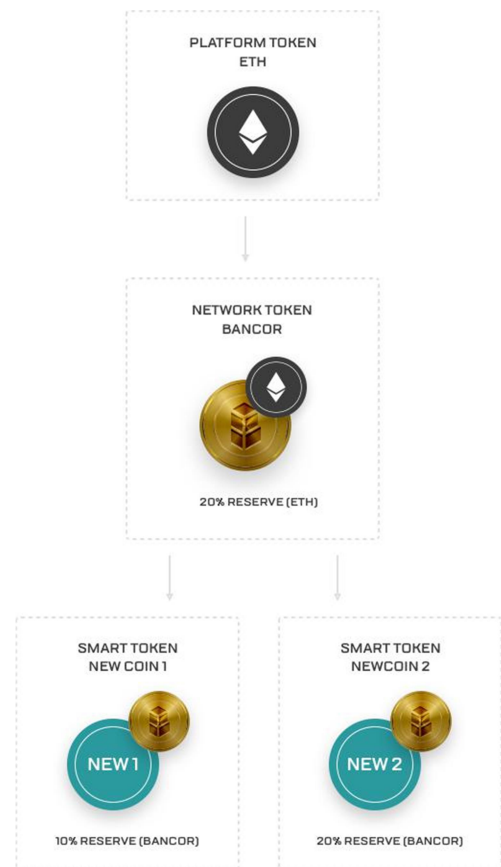 PLATFORM TOKEN
ETH
NETWORK TOKEN
BANCOR
20% RESERVE (ETH)
SMART TOKEN
NEW COIN 1
NEW 1
10% RESERVE (BANCOR)
SMART TOKEN
NEWCOIN 2
NEW 2
20% RESERVE (BANCOR)